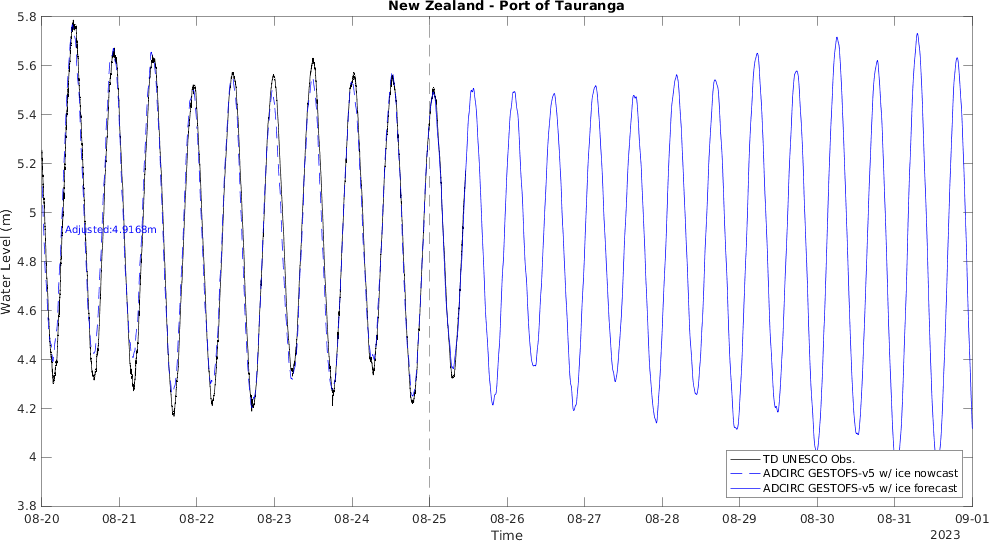 New Zealand - Port of Tauranga
5.8
5.6
5.4
5.2
5
4.8
4.6
4.4
4.2
4
3.8
Water Level (m)
Adjusted:4.9168m
TD UNESCO Obs.
ADCIRC GESTOFS-v5 w/ ice nowcast
ADCIRC GESTOFS-v5 w/ ice forecast
08-20 08-21 08-22 08-23 08-24 08-25 08-26 08-27 08-28 08-29 08-30 08-31 09-01
Time
2023